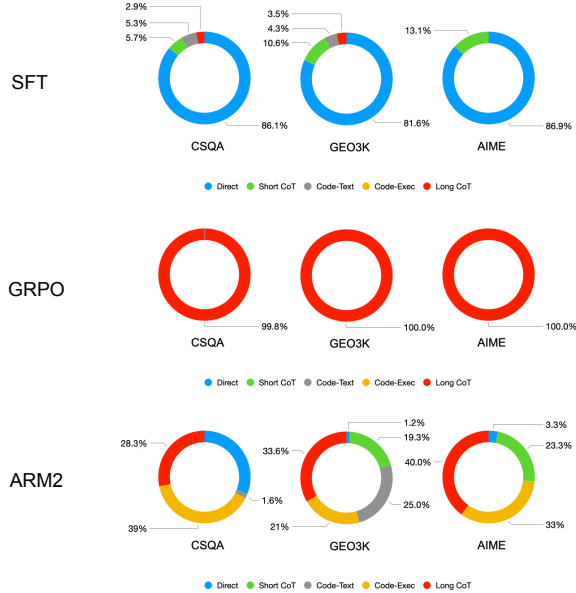 SFT
2.9%
5.3%
5.7%
86.1%
CSQA
3.5%
4.3%
10.6%
81.6%
GEO3K
13.1%
86.9%
AIME
Direct Short CoT Code-Text Code-Exec Long CoT
GRPO
99.8%
CSQA
100.0%
GEO3K
100.0%
AIME
Direct Short CoT Code-Text Code-Exec Long CoT
ARM2
28.3%
1.6%
39%
CSQA
1.2%
19.3%
33.6%
25.0%
21%
GEO3K
3.3%
23.3%
40.0%
33%
AIME
Direct Short CoT Code-Text Code-Exec Long CoT